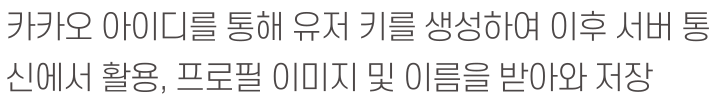 카카오 아이디를 통해 유저 키를 생성하여 이후 서버 통
신에서 활용, 프로필 이미지 및 이름을 받아와 저장